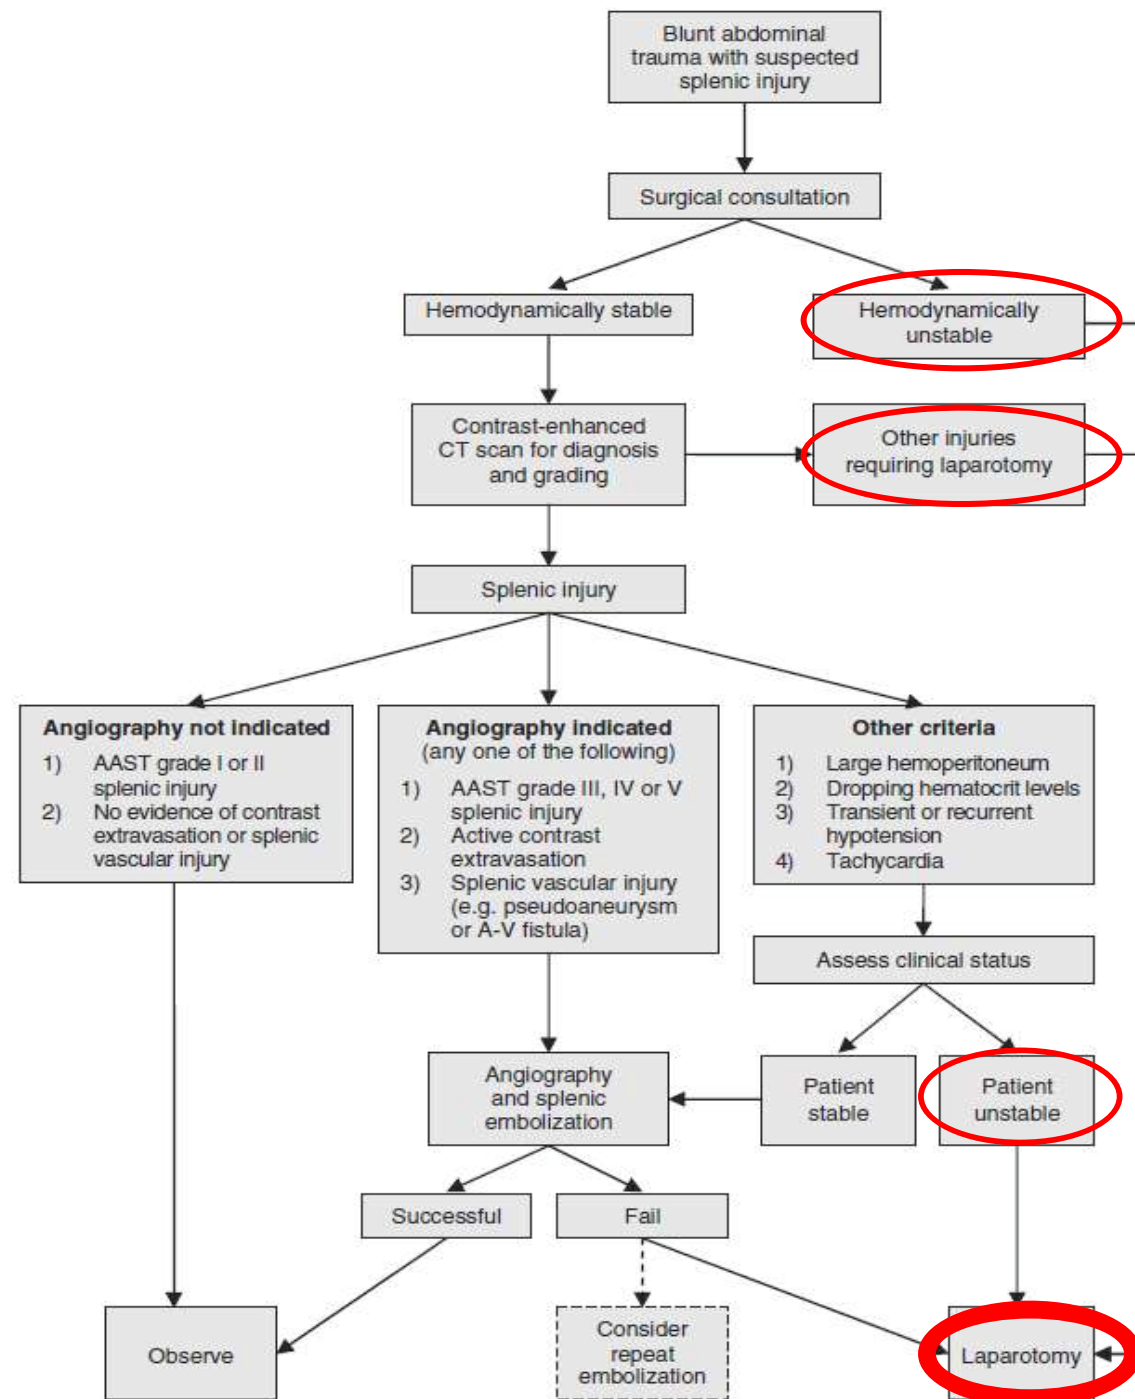 Blunt abdominal
trauma with suspected
splenic injury
Surgical consultation
Hemodynamically stable
Hemodynamically
unstable
Contrast-enhanced
CT scan for diagnosis
and grading
Other injuries
requiring laparotomy
Splenic injury
Angiography not indicated
1) AAST grade I or II
splenic injury
2) No evidence of contrast
extravasation or splenic
vascular injury
Angiography indicated
(any one of the following)
1) AAST grade III, IV or V
splenic injury
2) Active contrast
extravasation
3) Splenic vascular injury
(e.g. pseudoaneurysm
or A-V fistula)
Other criteria
1) Large hemoperitoneum
2) Dropping hematocrit levels
3) Transient or recurrent
hypotension
4) Tachycardia
Assess clinical status
Angiography
and splenic
embolization
Patient
stable
Patient
unstable
Successful
Fail
Observe
Consider
repeat
embolization
Laparotomy